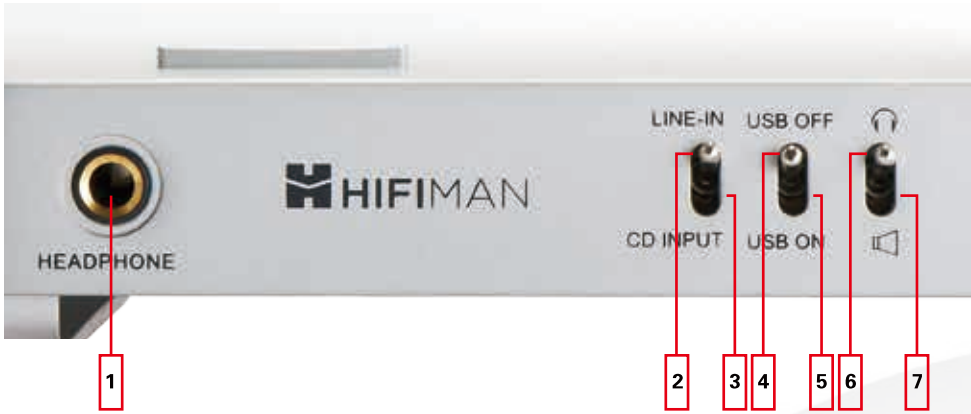 LINE-IN USB OFF
HIFIMAN
CD INPUT USB ON
HEADPHONE
1 2 3 4 5 6 7